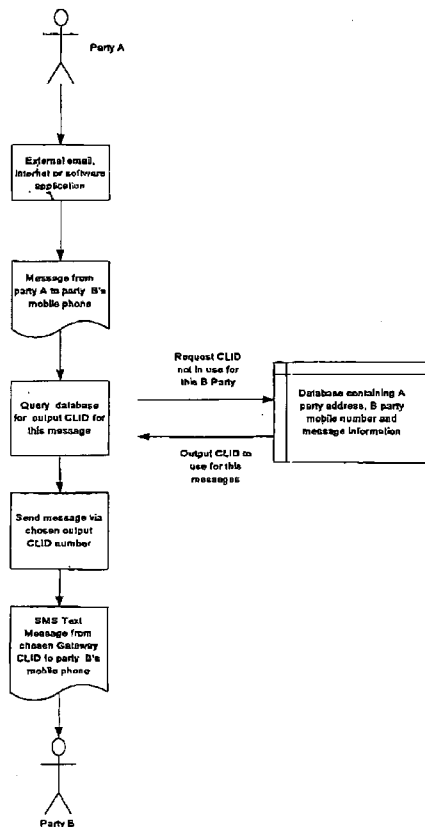 Party A
External email,
Internet or software
application
Message from
party A to party B's
mobile phone
Request CLID
not in use for
this B Party
Query database
for output CLID for
this message
Database containing A
party address, B party
mobile number and
message information
Output CLID to
use for this
messages
Send message via
chosen output
CLID number
SMS Text
Message from
chosen Gateway
CLID to party B's
mobile phone
Party B